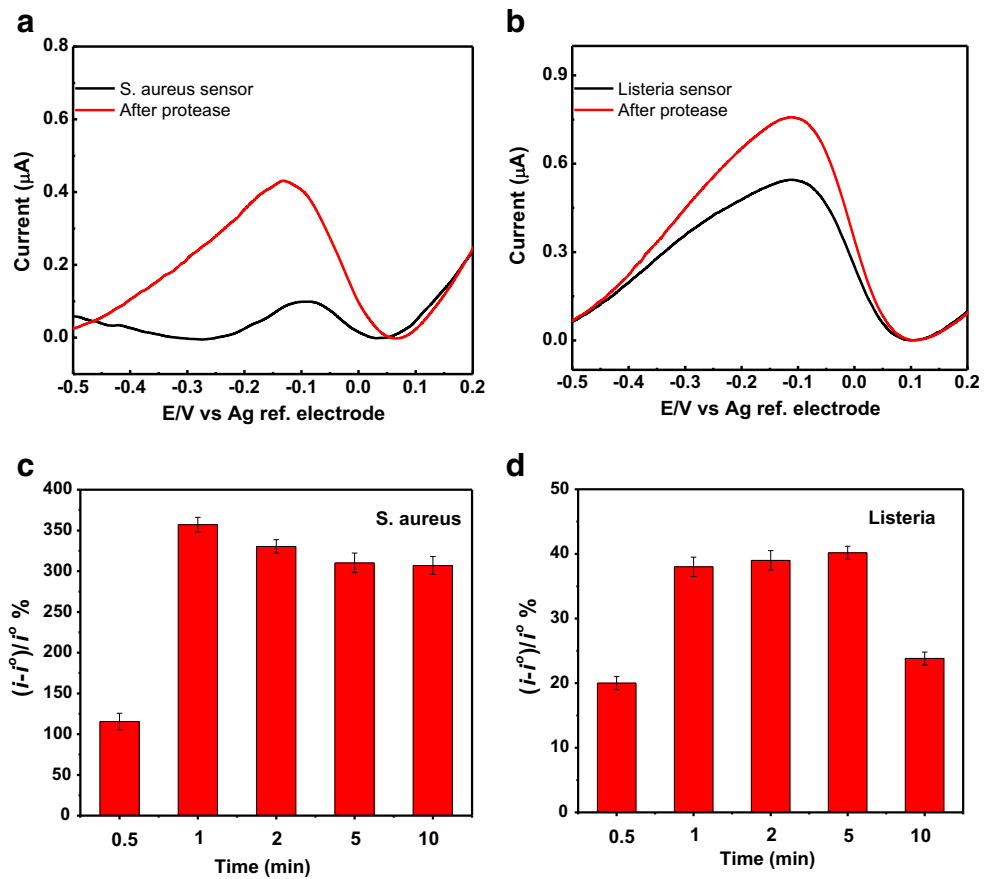 a
0.8
0.6
0.4
0.2
0.0
Current (µA)
S. aureus sensor
After protease
-0.5 -0.4 -0.3 -0.2 -0.1 0.0 0.1 0.2
E/V vs Ag ref. electrode
b
0.9
0.6
0.3
0.0
Current (µA)
Listeria sensor
After protease
-0.5 -0.4 -0.3 -0.2 -0.1 0.0 0.1 0.2
E/V vs Ag ref. electrode
c
400
350
300
250
200
150
100
50
0
(i-iº)/iº %
S. aureus
0.5 1 2 5 10
Time (min)
d
50
40
30
20
10
0
(i-iº)/iº %
Listeria
0.5 1 2 5 10
Time (min)